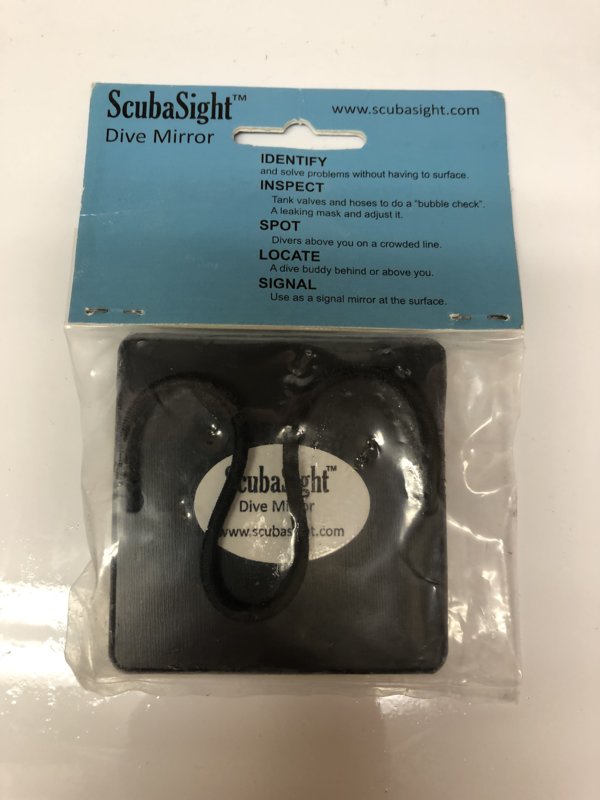 ScubaSight™
Dive Mirror
www.scubasight.com
IDENTIFY
and solve problems without having to surface.
INSPECT
Tank valves and hoses to do a "bubble check".
A leaking mask and adjust it.
SPOT
Divers above you on a crowded line.
LOCATE
A dive buddy behind or above you.
SIGNAL
Use as a signal mirror at the surface.
ScubaSight™
Dive Mirror
www.scubasight.com